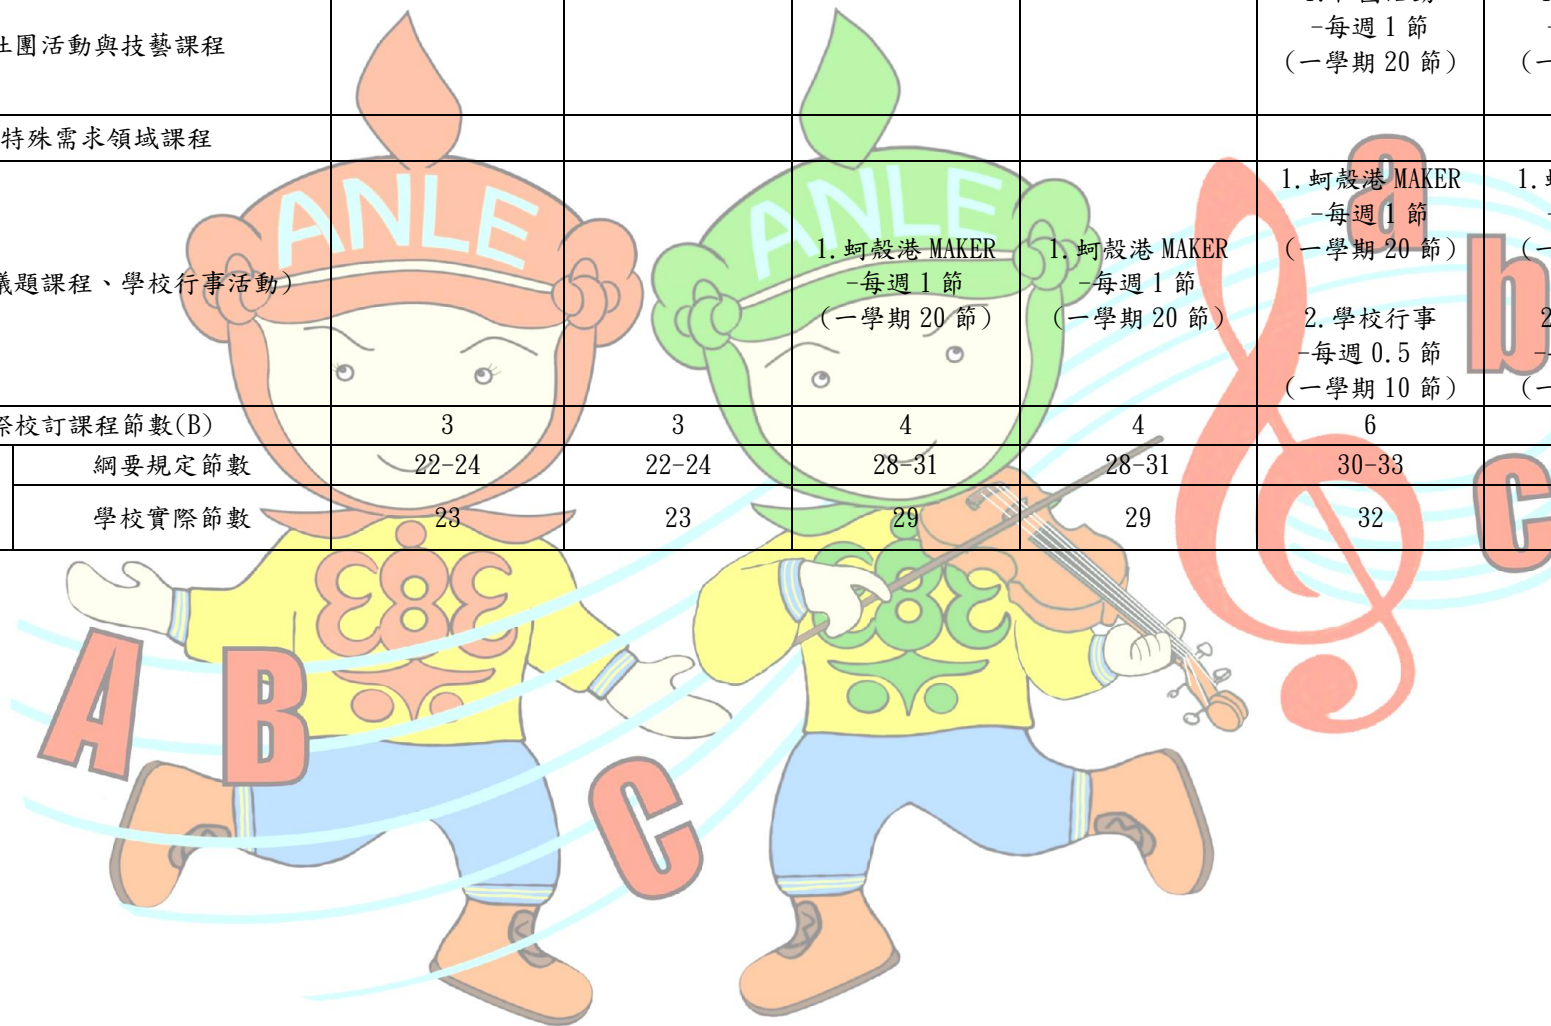 社團活動與技藝課程
-每週 1 節
(一學期 20 節)
(一
特殊需求領域課程
ANLE
ANLE
議題課程、學校行事活動)
1.蚵殼港 MAKER
-每週 1 節
(一學期 20 節)
1.蚵殼港 MAKER
-每週 1 節
(一學期 20 節)
1.蚵殼港 MAKER
-每週 1 節
(一學期 20 節)
2.學校行事
-每週 0.5 節
(一學期 10 節)
1.
(一
2
(一
際校訂課程節數(B)
3
3
4
4
6
綱要規定節數
22-24
22-24
28-31
28-31
30-33
學校實際節數
23
23
29
29
32
a
b
c
A
B
C